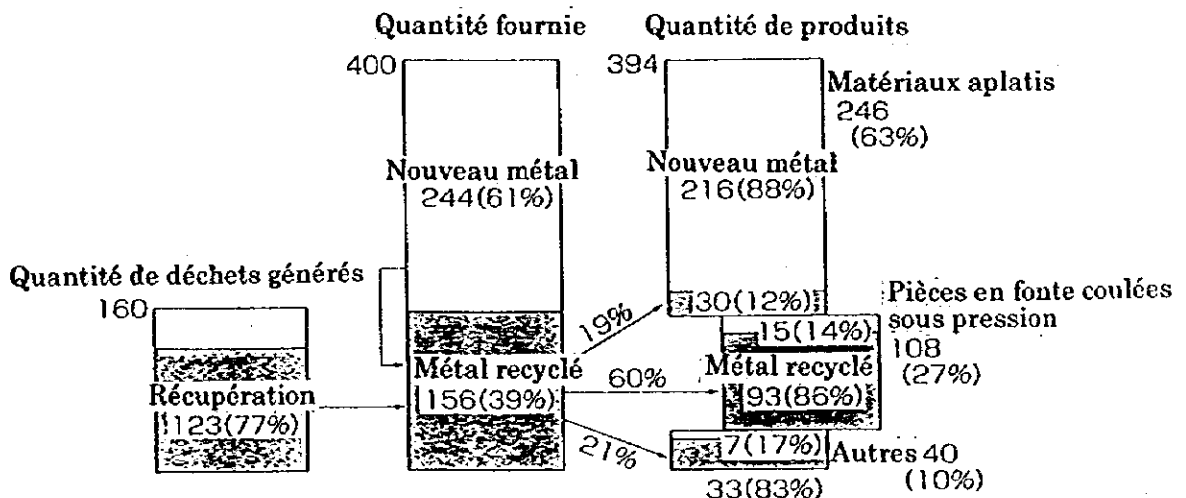 Quantité fournie
Quantité de produits
400
394
Matériaux aplatis
246
(63%)
Nouveau métal
244(61%)
Nouveau métal
216(88%)
Quantité de déchets générés
160
30(12%)
Pièces en fonte coulées
sous pression
108
(27%)
19%
15(14%)
Métal recyclé
156(39%)
60%
Métal recyclé
93(86%)
Récupération
123(77%)
21%
7(17%)
Autres 40
(10%)
33(83%)